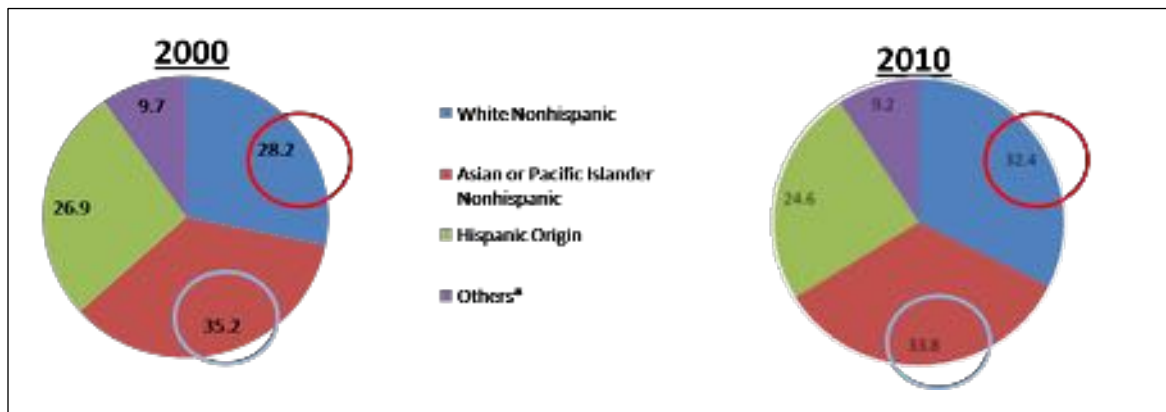 2000
9.7
28.2
26.9
35.2
White Nonhispanic
Asian or Pacific Islander
Nonhispanic
Hispanic Origin
Others*
2010
9.2
32.4
24.6
33.8